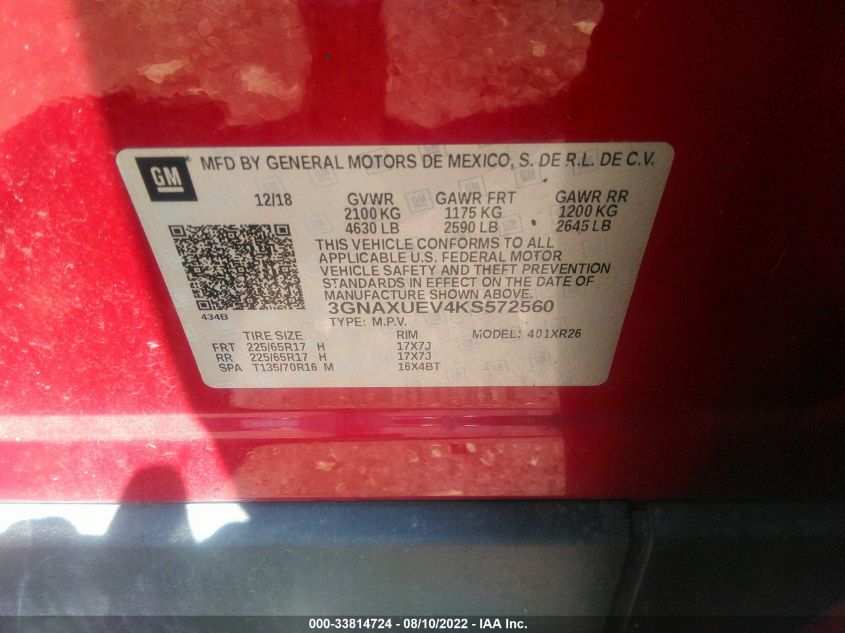 GM
MFD BY GENERAL MOTORS DE MEXICO, S. DE R.L. DE C.V.
12/18 GVWR GAWR FRT GAWR RR
2100 KG 1175 KG 1200 KG
4630 LB 2590 LB 2645 LB
THIS VEHICLE CONFORMS TO ALL
APPLICABLE U.S. FEDERAL MOTOR
VEHICLE SAFETY AND THEFT PREVENTION
STANDARDS IN EFFECT ON THE DATE OF
MANUFACTURE SHOWN ABOVE.
434B
3GNAXUEV4KS572560
TYPE: M.P.V. MODEL: 401XR26
TIRE SIZE RIM
FRT 225/65R17 H 17X7J
RR 225/65R17 H 17X7J
SPA T135/70R16 M 16X4BT
000-33814724 - 08/10/2022 - IAA Inc.